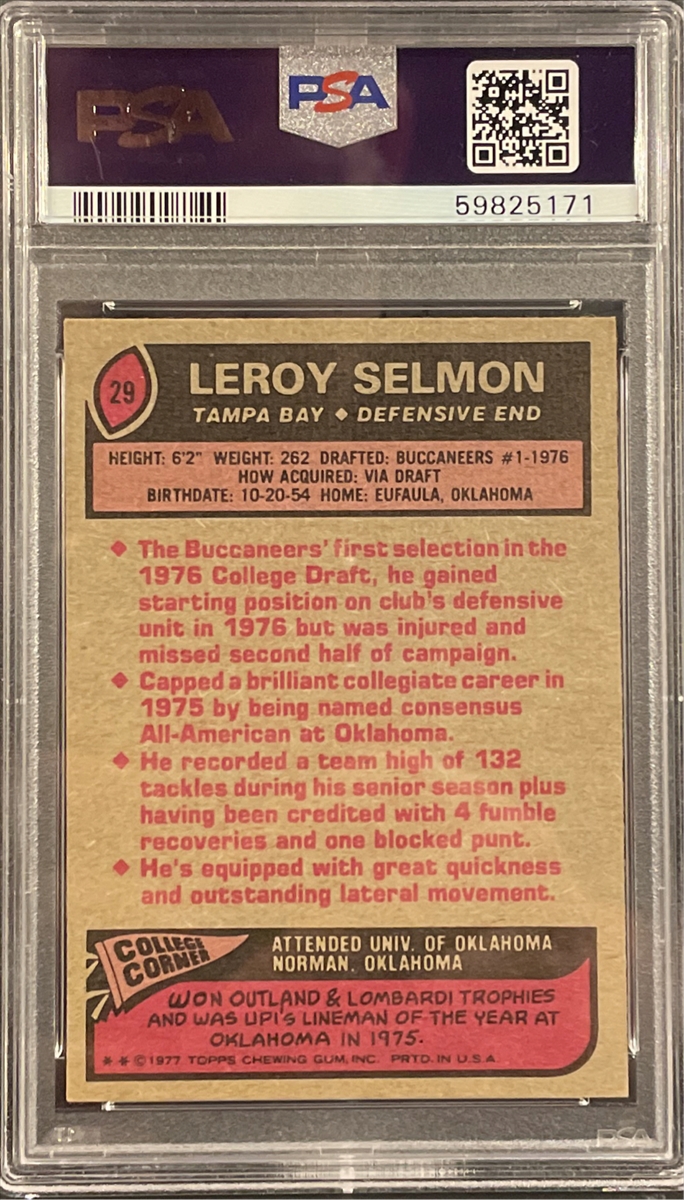 PSA PSA
59825171
29 LEROY SELMON
TAMPA BAY ◆ DEFENSIVE END
HEIGHT: 6'2" WEIGHT: 262 DRAFTED: BUCCANEERS #1-1976
HOW ACQUIRED: VIA DRAFT
BIRTHDATE: 10-20-54 HOME: EUFAULA, OKLAHOMA
◆ The Buccaneers' first selection in the
1976 College Draft, he gained
starting position on club's defensive
unit in 1976 but was injured and
missed second half of campaign.
◆ Capped a brilliant collegiate career in
1975 by being named consensus
All-American at Oklahoma.
◆ He recorded a team high of 132
tackles during his senior season plus
having been credited with 4 fumble
recoveries and one blocked punt.
◆ He's equipped with great quickness
and outstanding lateral movement.
COLLEGE
CORNER
ATTENDED UNIV. OF OKLAHOMA
NORMAN, OKLAHOMA
WON OUTLAND & LOMBARDI TROPHIES
AND WAS UPI'S LINEMAN OF THE YEAR AT
OKLAHOMA IN 1975.
* * © 1977 TOPPS CHEWING GUM, INC. PRTD. IN U.S.A.
PSA